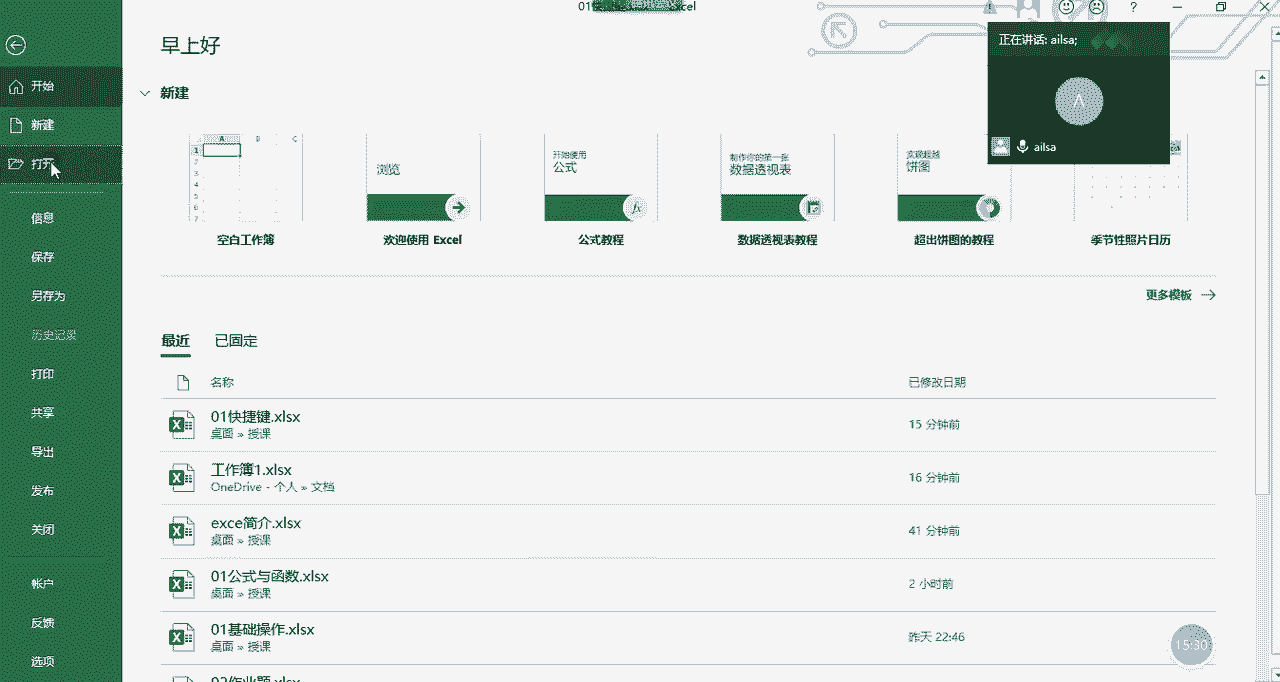 早上好
正在讲话: ailsa;
A
ailsa
开始
新建
打开
信息
保存
另存为
历史记录
打印
共享
导出
发布
关闭
帐户
反馈
选项
新建
A B C
1
2
3
4
5
6
7
空白工作簿
浏览
欢迎使用 Excel
开始使用
公式
fx
公式教程
制作你的第一张
数据透视表
数据透视表教程
实现超越
饼图
超出饼图的教程
季节性照片日历
更多模板
最近 已固定
名称 已修改日期
01快捷键.xlsx
桌面 » 授课
15 分钟前
工作簿1.xlsx
OneDrive - 个人 » 文档
16 分钟前
exce简介.xlsx
桌面 » 授课
41 分钟前
01公式与函数.xlsx
桌面 » 授课
2 小时前
01基础操作.xlsx
桌面 » 授课
昨天 22:46
15:30